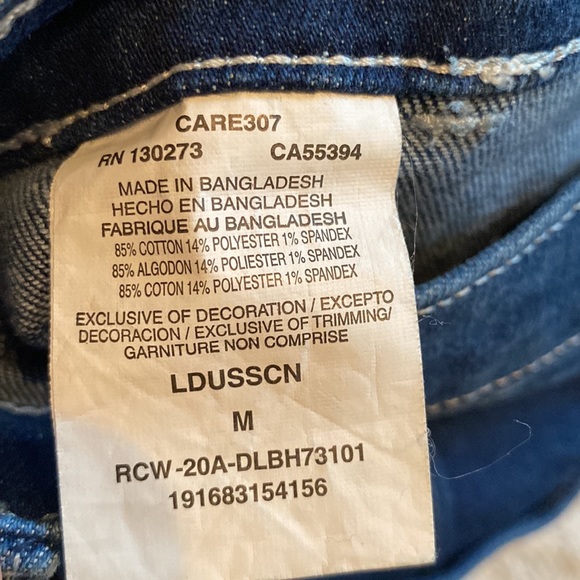 CARE307
RN 130273 CA55394
MADE IN BANGLADESH
HECHO EN BANGLADESH
FABRIQUE AU BANGLADESH
85% COTTON 14% POLYESTER 1% SPANDEX
85% ALGODON 14% POLIESTER 1% SPANDEX
85% COTON 14% POLYESTER 1% SPANDEX
EXCLUSIVE OF DECORATION / EXCEPTO
DECORACION / EXCLUSIVE OF TRIMMING/
GARNITURE NON COMPRISE
LDUSSCN
M
RCW-20A-DLBH73101
191683154156